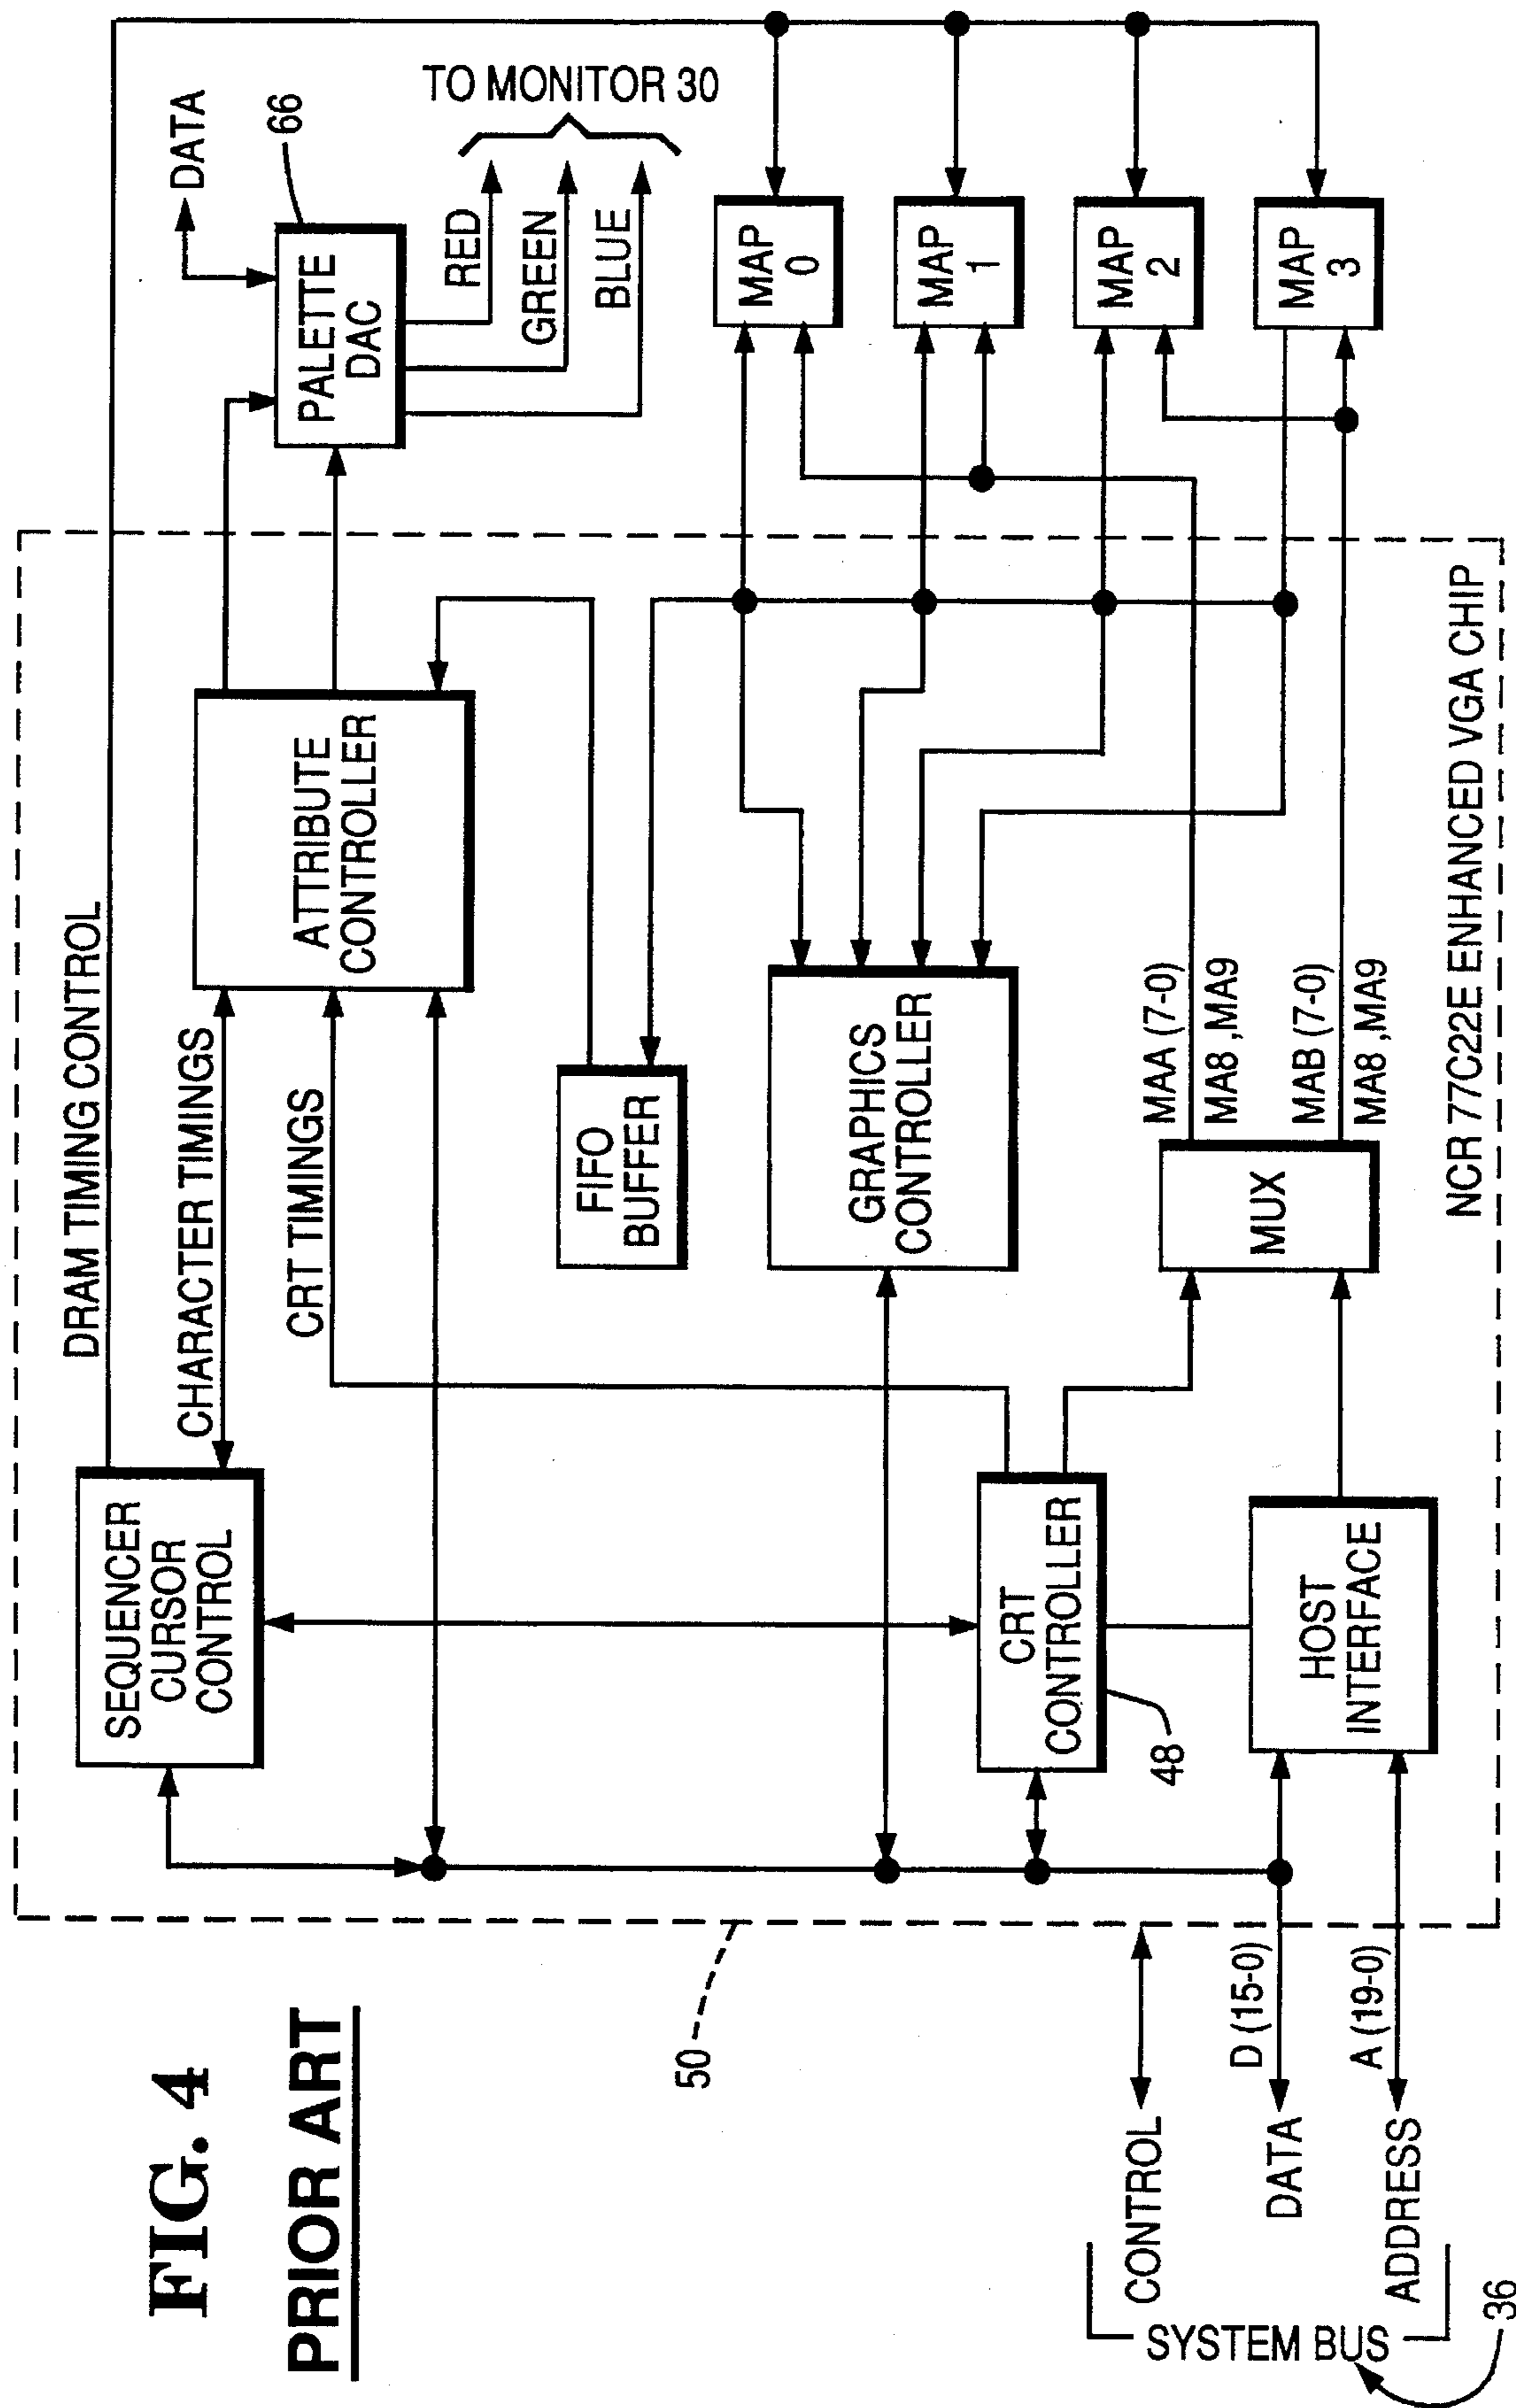 FIG. 4
PRIOR ART
DRAM TIMING CONTROL
CHARACTER TIMINGS
CRT TIMINGS
SEQUENCER
CURSOR
CONTROL
ATTRIBUTE
CONTROLLER
PALETTE
DAC
DATA
66
RED
GREEN
BLUE
TO MONITOR 30
FIFO
BUFFER
GRAPHICS
CONTROLLER
CRT
CONTROLLER
48
HOST
INTERFACE
MUX
MAA (7-0)
MA8 ,MA9
MAB (7-0)
MA8 ,MA9
MAP
0
MAP
1
MAP
2
MAP
3
50
CONTROL
D (15-0)
DATA
A (19-0)
ADDRESS
SYSTEM BUS
36
NCR 77C22E ENHANCED VGA CHIP